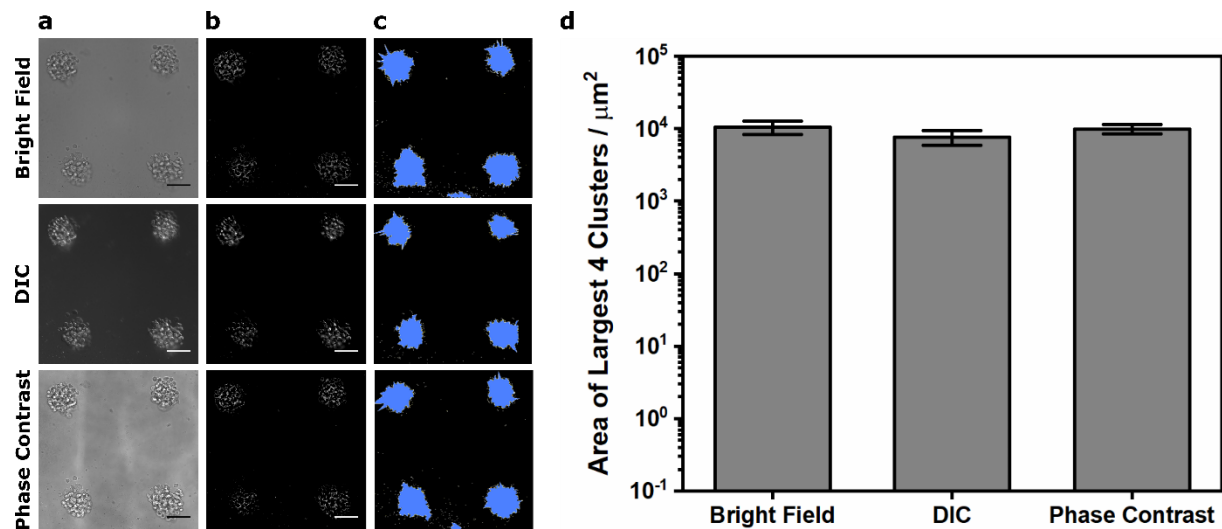 a
b
c
d
Bright Field
DIC
Phase Contrast
Area of Largest 4 Clusters / μm²
10⁵
10⁴
10³
10²
10¹
10⁰
10⁻¹
Bright Field
DIC
Phase Contrast